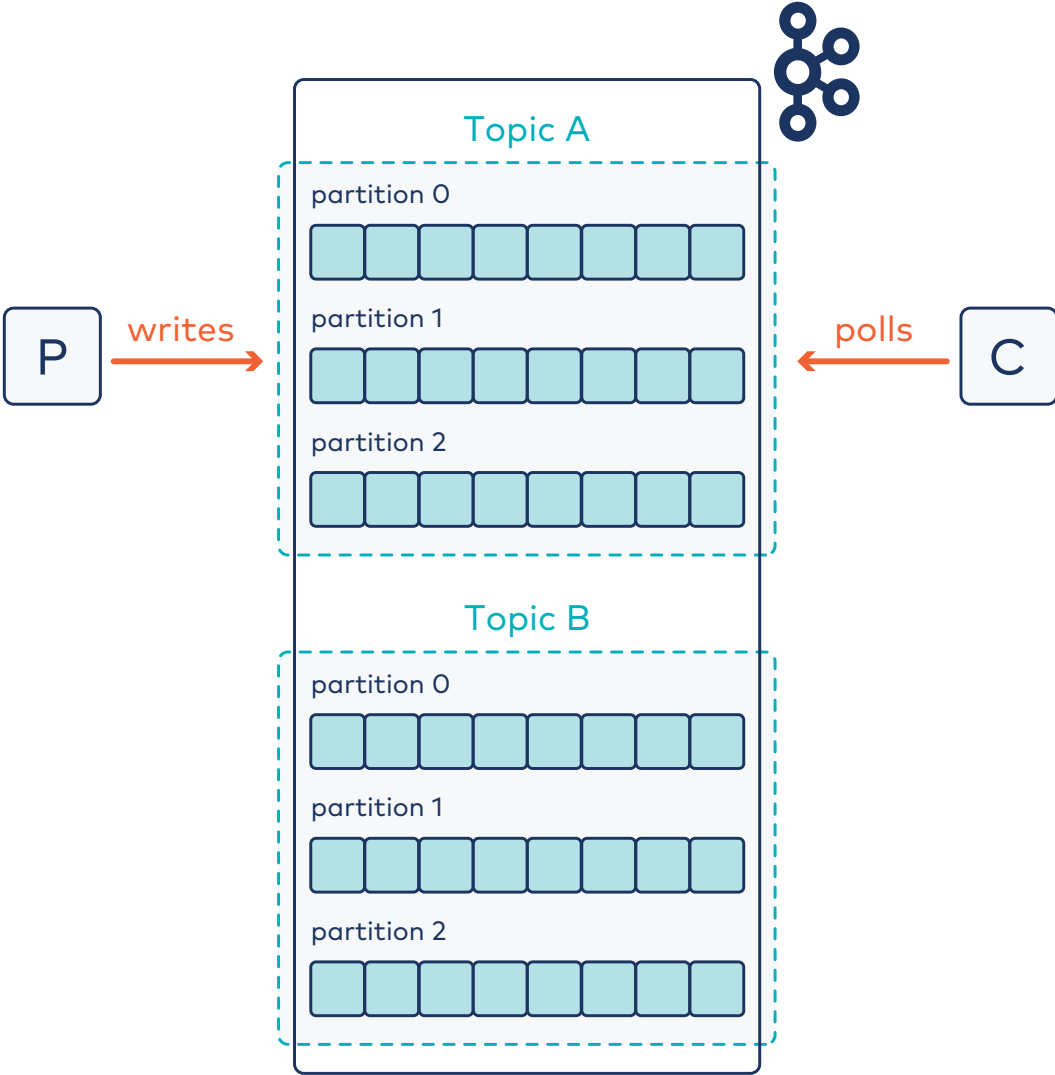 Topic A
partition 0
partition 1
P
writes
polls
C
partition 2
Topic B
partition 0
partition 1
partition 2